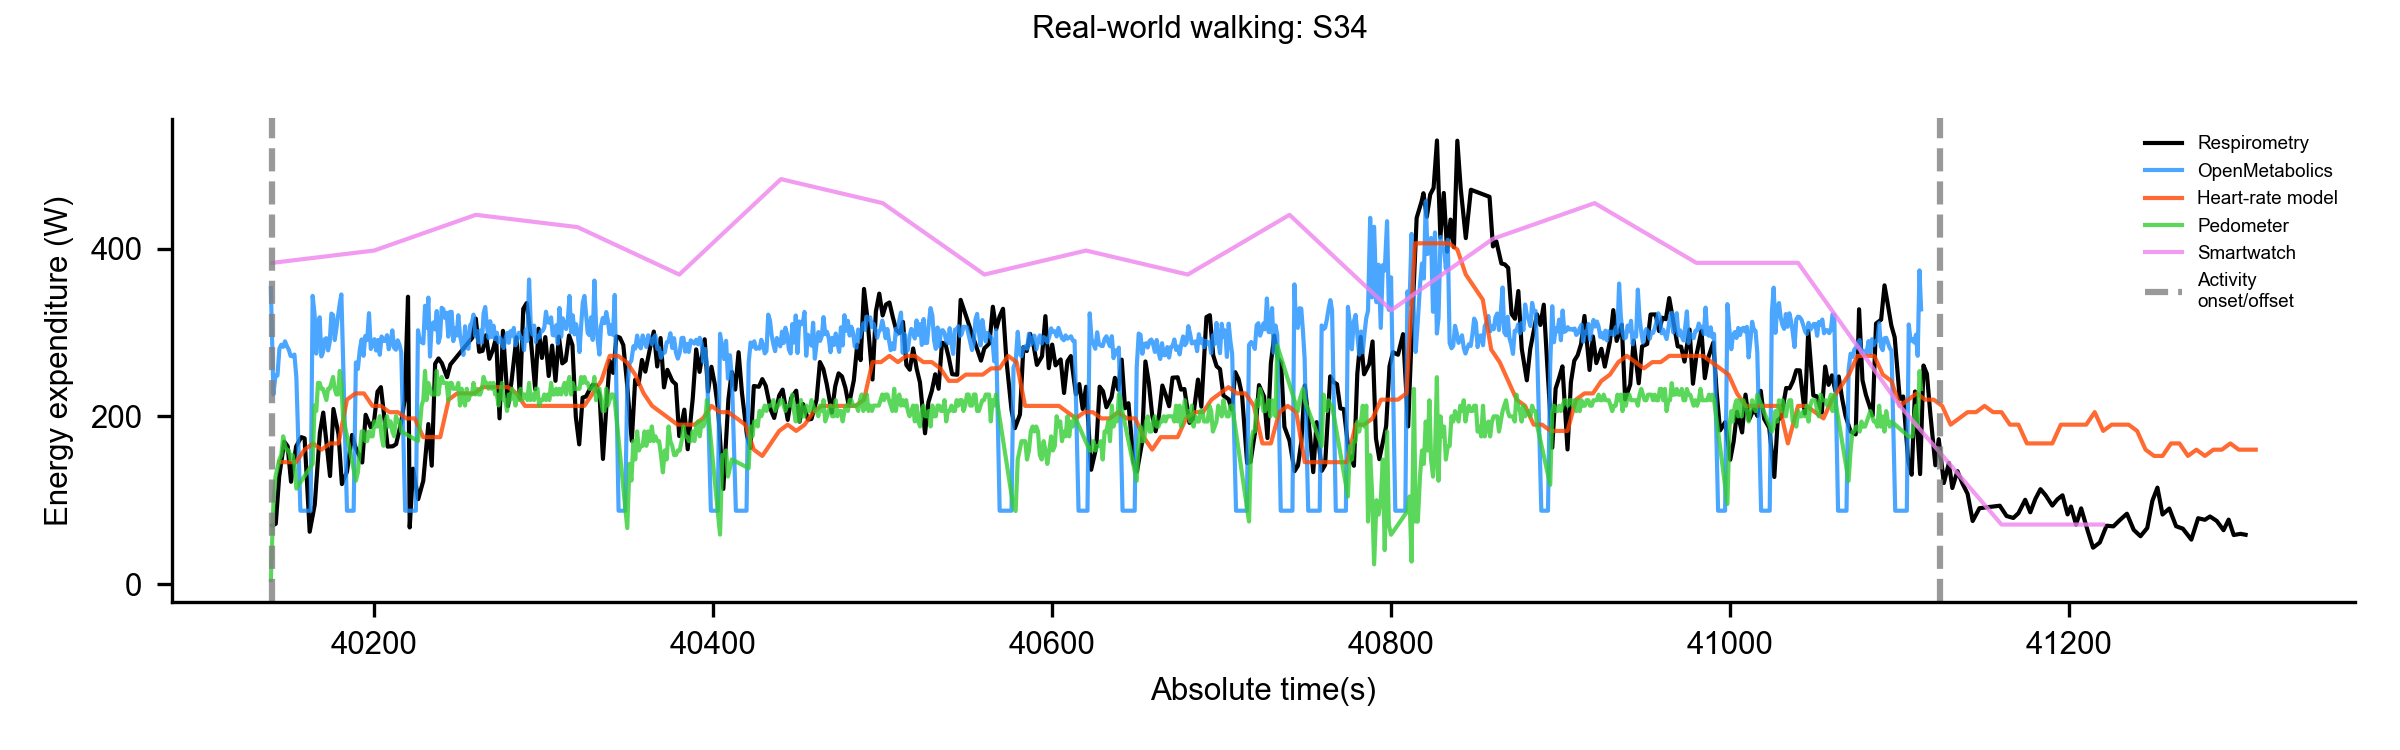 Real-world walking: S34
Energy expenditure (W)
400
200
0
40200
40400
40600
40800
41000
41200
Absolute time(s)
Respirometry
OpenMetabolics
Heart-rate model
Pedometer
Smartwatch
Activity
onset/offset